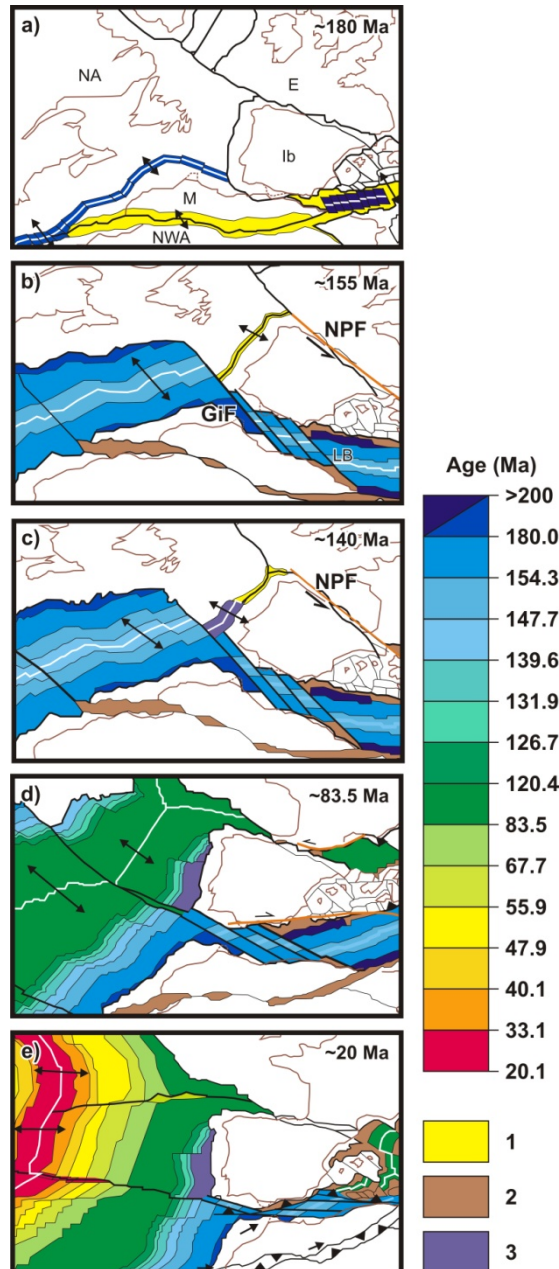 a)
~180 Ma
NA
E
Ib
M
NWA
b)
~155 Ma
NPF
GiF
LB
c)
~140 Ma
NPF
d)
~83.5 Ma
e)
~20 Ma
Age (Ma)
>200
180.0
154.3
147.7
139.6
131.9
126.7
120.4
83.5
67.7
55.9
47.9
40.1
33.1
20.1
1
2
3